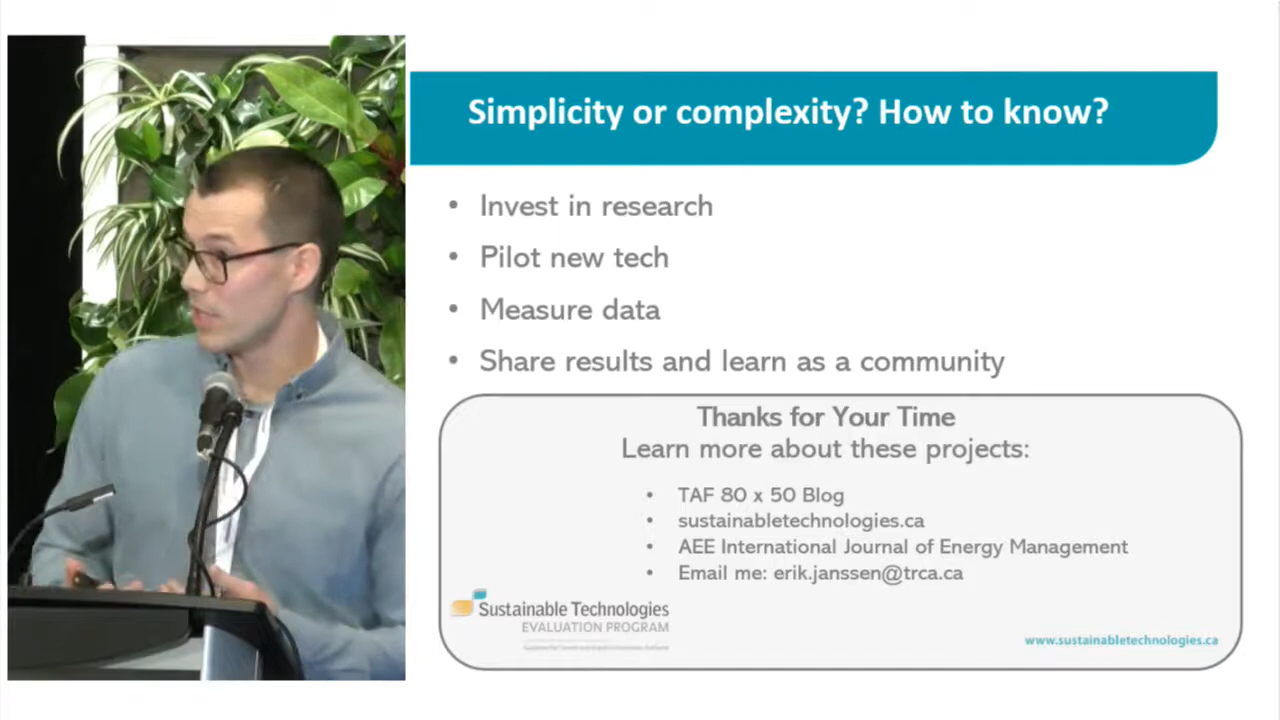 Simplicity or complexity? How to know?
• Invest in research
• Pilot new tech
• Measure data
• Share results and learn as a community
Thanks for Your Time
Learn more about these projects:
• TAF 80 x 50 Blog
• sustainabletechnologies.ca
• AEE International Journal of Energy Management
• Email me: erik.janssen@trca.ca
Sustainable Technologies
EVALUATION PROGRAM
www.sustainabletechnologies.ca